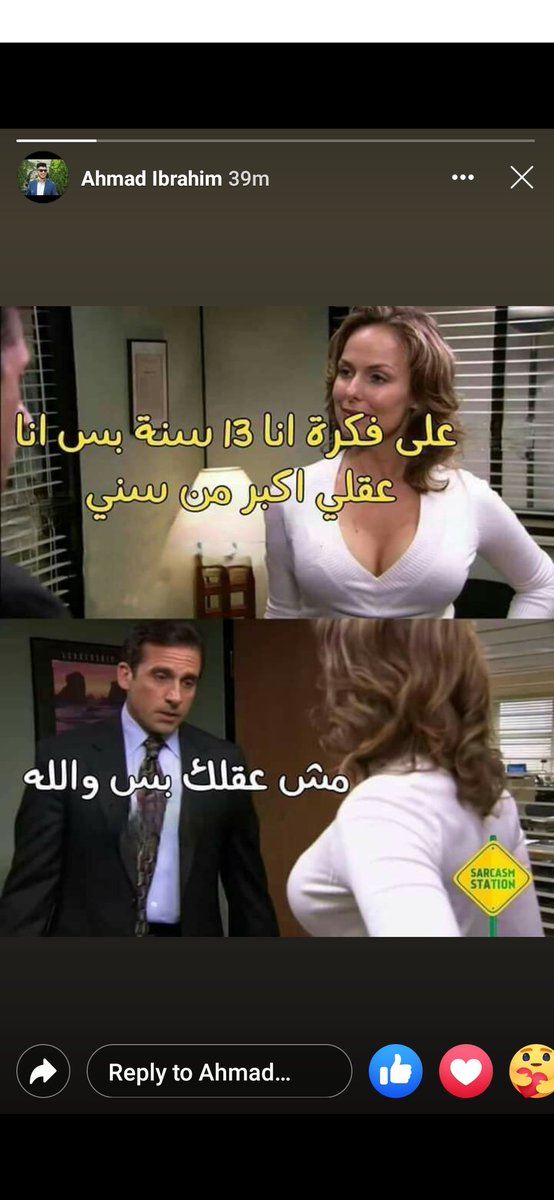 Ahmad Ibrahim 39m
على فكرة انا 13 سنة بس انا
عقلي اكبر من سني
مش عقلك بس والله
SARCASM
STATION
Reply to Ahmad...